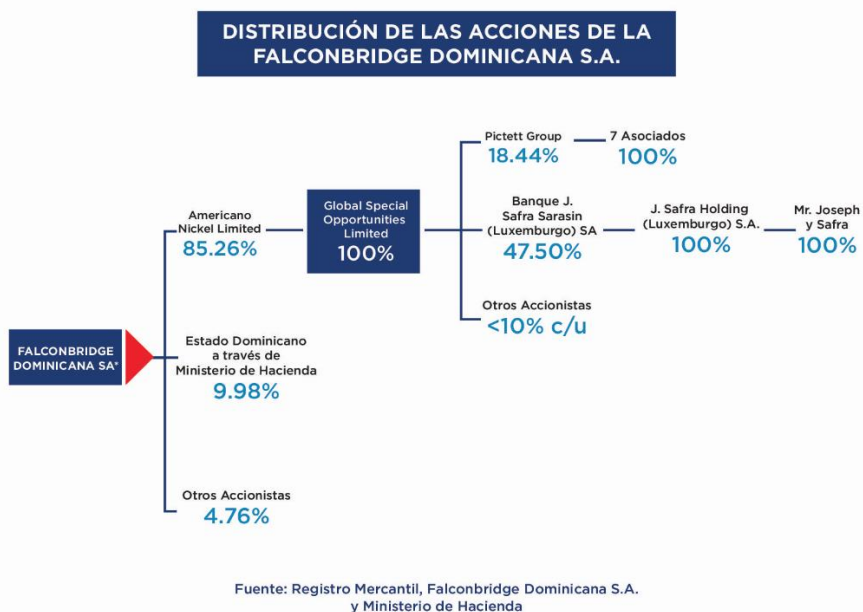 DISTRIBUCIÓN DE LAS ACCIONES DE LA
FALCONBRIDGE DOMINICANA S.A.
Pictett Group
18.44%
7 Asociados
100%
Americano
Nickel Limited
85.26%
Global Special
Opportunities
Limited
100%
Banque J.
Safra Sarasin
(Luxemburgo) SA
47.50%
J. Safra Holding
(Luxemburgo) S.A.
100%
Mr. Joseph
y Safra
100%
Otros Accionistas
<10% c/u
FALCONBRIDGE
DOMINICANA SA*
Estado Dominicano
a través de
Ministerio de Hacienda
9.98%
Otros Accionistas
4.76%
Fuente: Registro Mercantil, Falconbridge Dominicana S.A.
y Ministerio de Hacienda